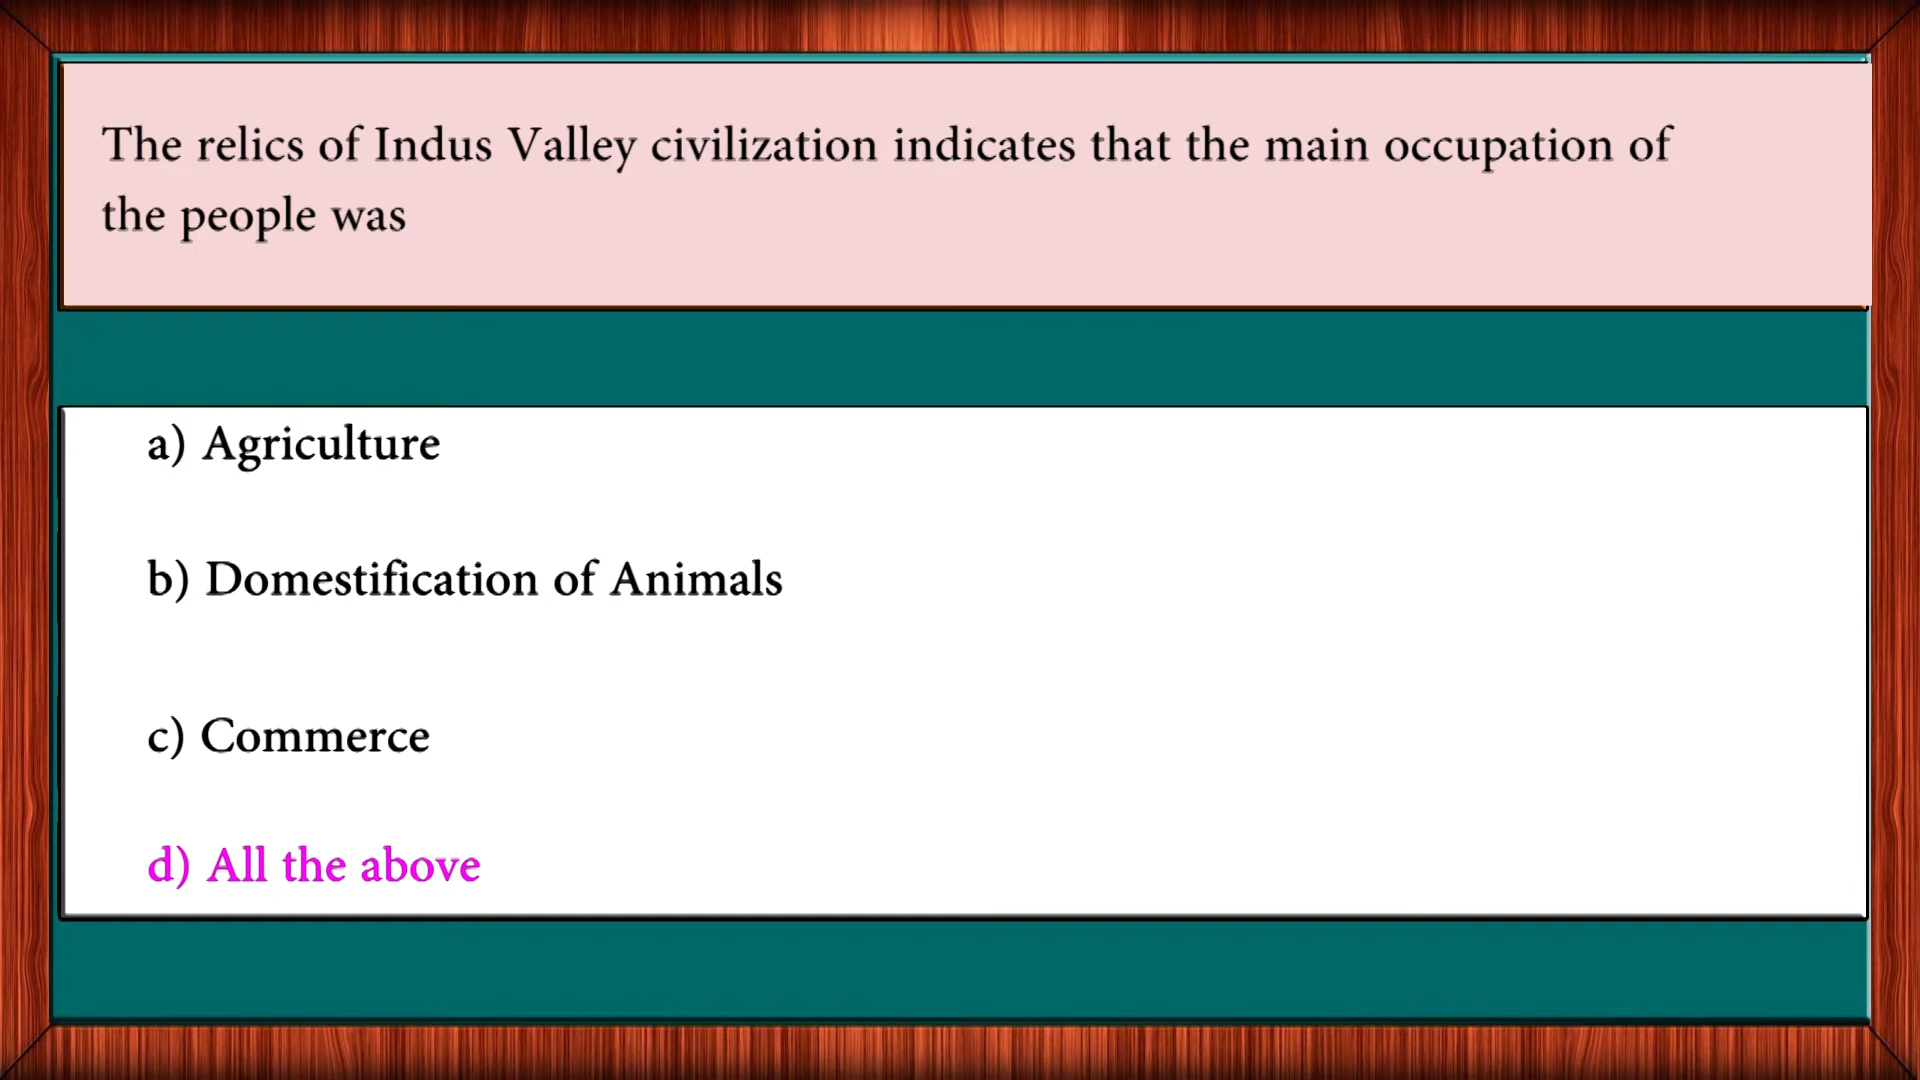 The relics of Indus Valley civilization indicates that the main occupation of
the people was
a) Agriculture
b) Domestification of Animals
c) Commerce
d) All the above